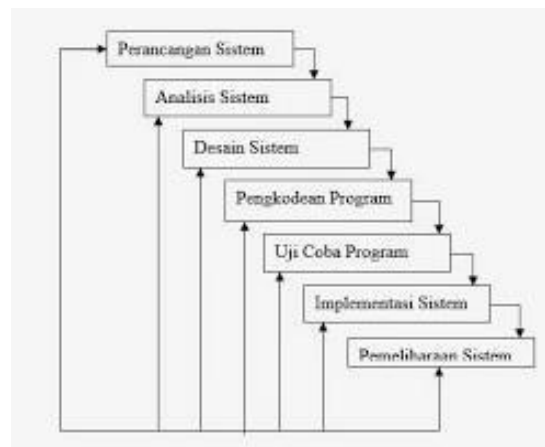 Perancangan Sistem
Analisis Sistem
Desain Sistem
Pengkodean Program
Uji Coba Program
Implementasi Sistem
Pemeliharaan Sistem